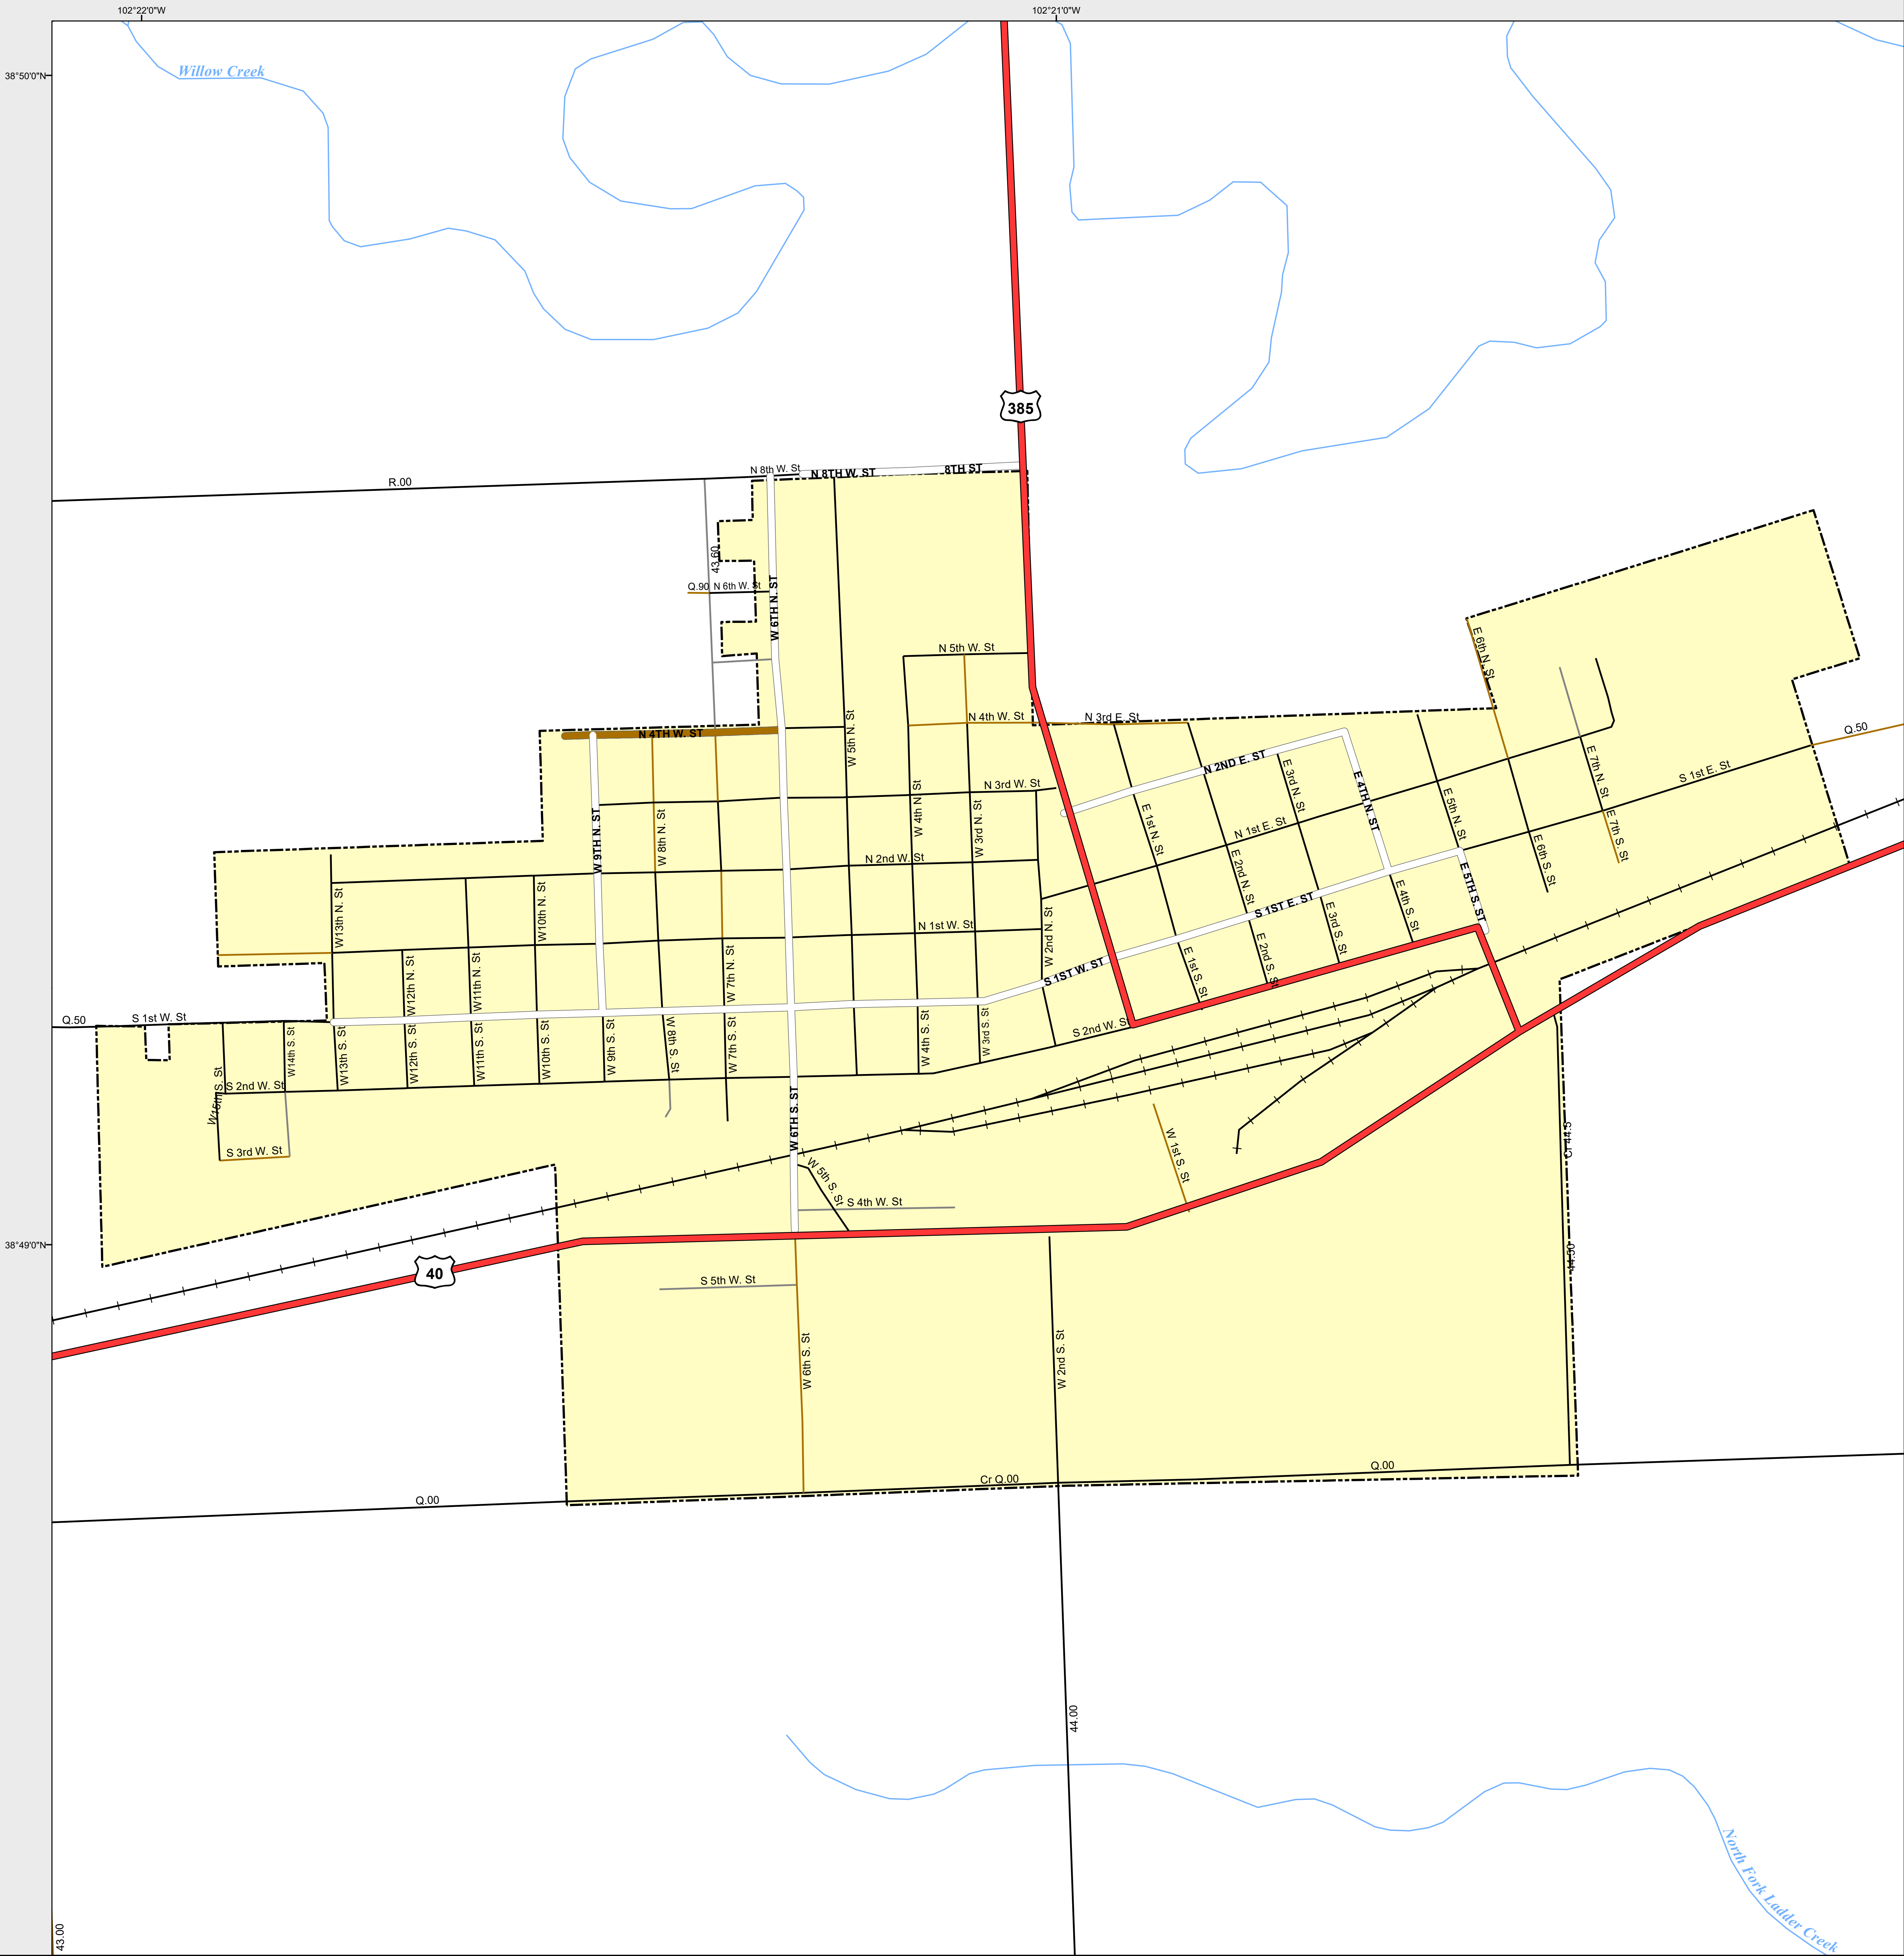 102°22'0"W
102°21'0"W
38°50'0"N
Willow Creek
385
N 8th W. St
N 8TH W. ST
8TH ST
R.00
43.60
Q.90
N 6th W. St
W 6TH N. ST
N 5th W. St
E 6th N. St
N 4th W. St
N 3rd E. St
N 4TH W. ST
W 5th N. St
Q.50
E 7th N. St
N 2ND E. ST
S 1st E. St
E 3rd N. St
E 4TH N. ST
N 3rd W. St
E 5th N. St
W 4th N. St
W 3rd N. St
E 1st N. St
N 1st E. St
W 9TH N. ST
W 8th N. St
E 7th S. St
N 2nd W. St
E 2nd N. St
E 6th S. St
E 5TH S. ST
W13th N. St
W10th N. St
S 1ST E. ST
E 4th S. St
N 1st W. St
W 2nd N. St
E 3rd S. St
E 2nd S. St
E 1st S. St
W12th N. St
W11th N. St
W 7th N. St
S 1ST W. ST
Q.50
S 1st W. St
S 2nd W. St
W14th S. St
W13th S. St
W12th S. St
W11th S. St
W10th S. St
W 9th S. St
W 8th S. St
W 7th S. St
W 4th S. St
W 3rd S. St
S 2nd W. St
W15th S. St
W 6TH S. ST
S 3rd W. St
W 5th S. St
W 1st S. St
Cr 44.5
S 4th W. St
38°49'0"N
40
44.50
S 5th W. St
W 6th S. St
W 2nd S. St
Q.00
Cr Q.00
Q.00
44.00
North Fork Ladder Creek
43.00